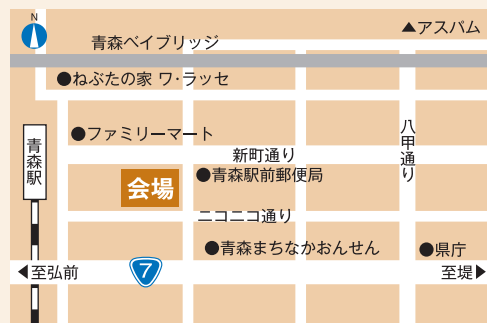 N
▲アスパム
青森ベイブリッジ
●ねぶたの家 ワ・ラッセ
●ファミリーマート
八甲通り
青森駅
新町通り
●青森駅前郵便局
会場
ニコニコ通り
●青森まちなかおんせん
●県庁
◀至弘前
7
至堤▶